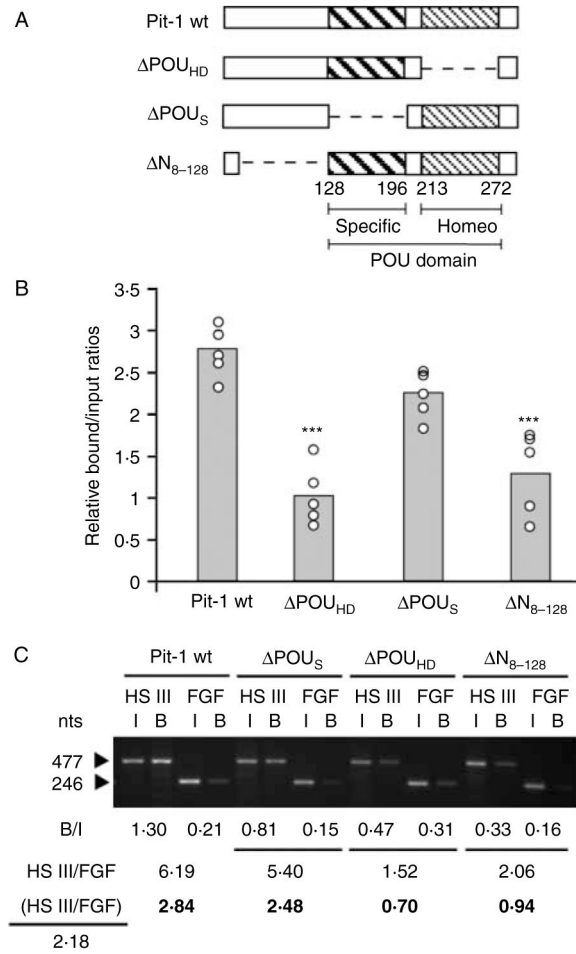 A
Pit-1 wt
ΔPOU_HD
ΔPOU_S
ΔN_8–128
128 196 213 272
Specific Homeo
POU domain
B
Relative bound/input ratios
3·5
3
2·5
2
1·5
1
0·5
0
***
***
Pit-1 wt ΔPOU_HD ΔPOU_S ΔN_8–128
C
Pit-1 wt ΔPOU_S ΔPOU_HD ΔN_8–128
HS III FGF HS III FGF HS III FGF HS III FGF
nts I B I B I B I B I B I B I B I B
477
246
B/I 1·30 0·21 0·81 0·15 0·47 0·31 0·33 0·16
HS III/FGF 6·19 5·40 1·52 2·06
(HS III/FGF) 2·84 2·48 0·70 0·94
2·18